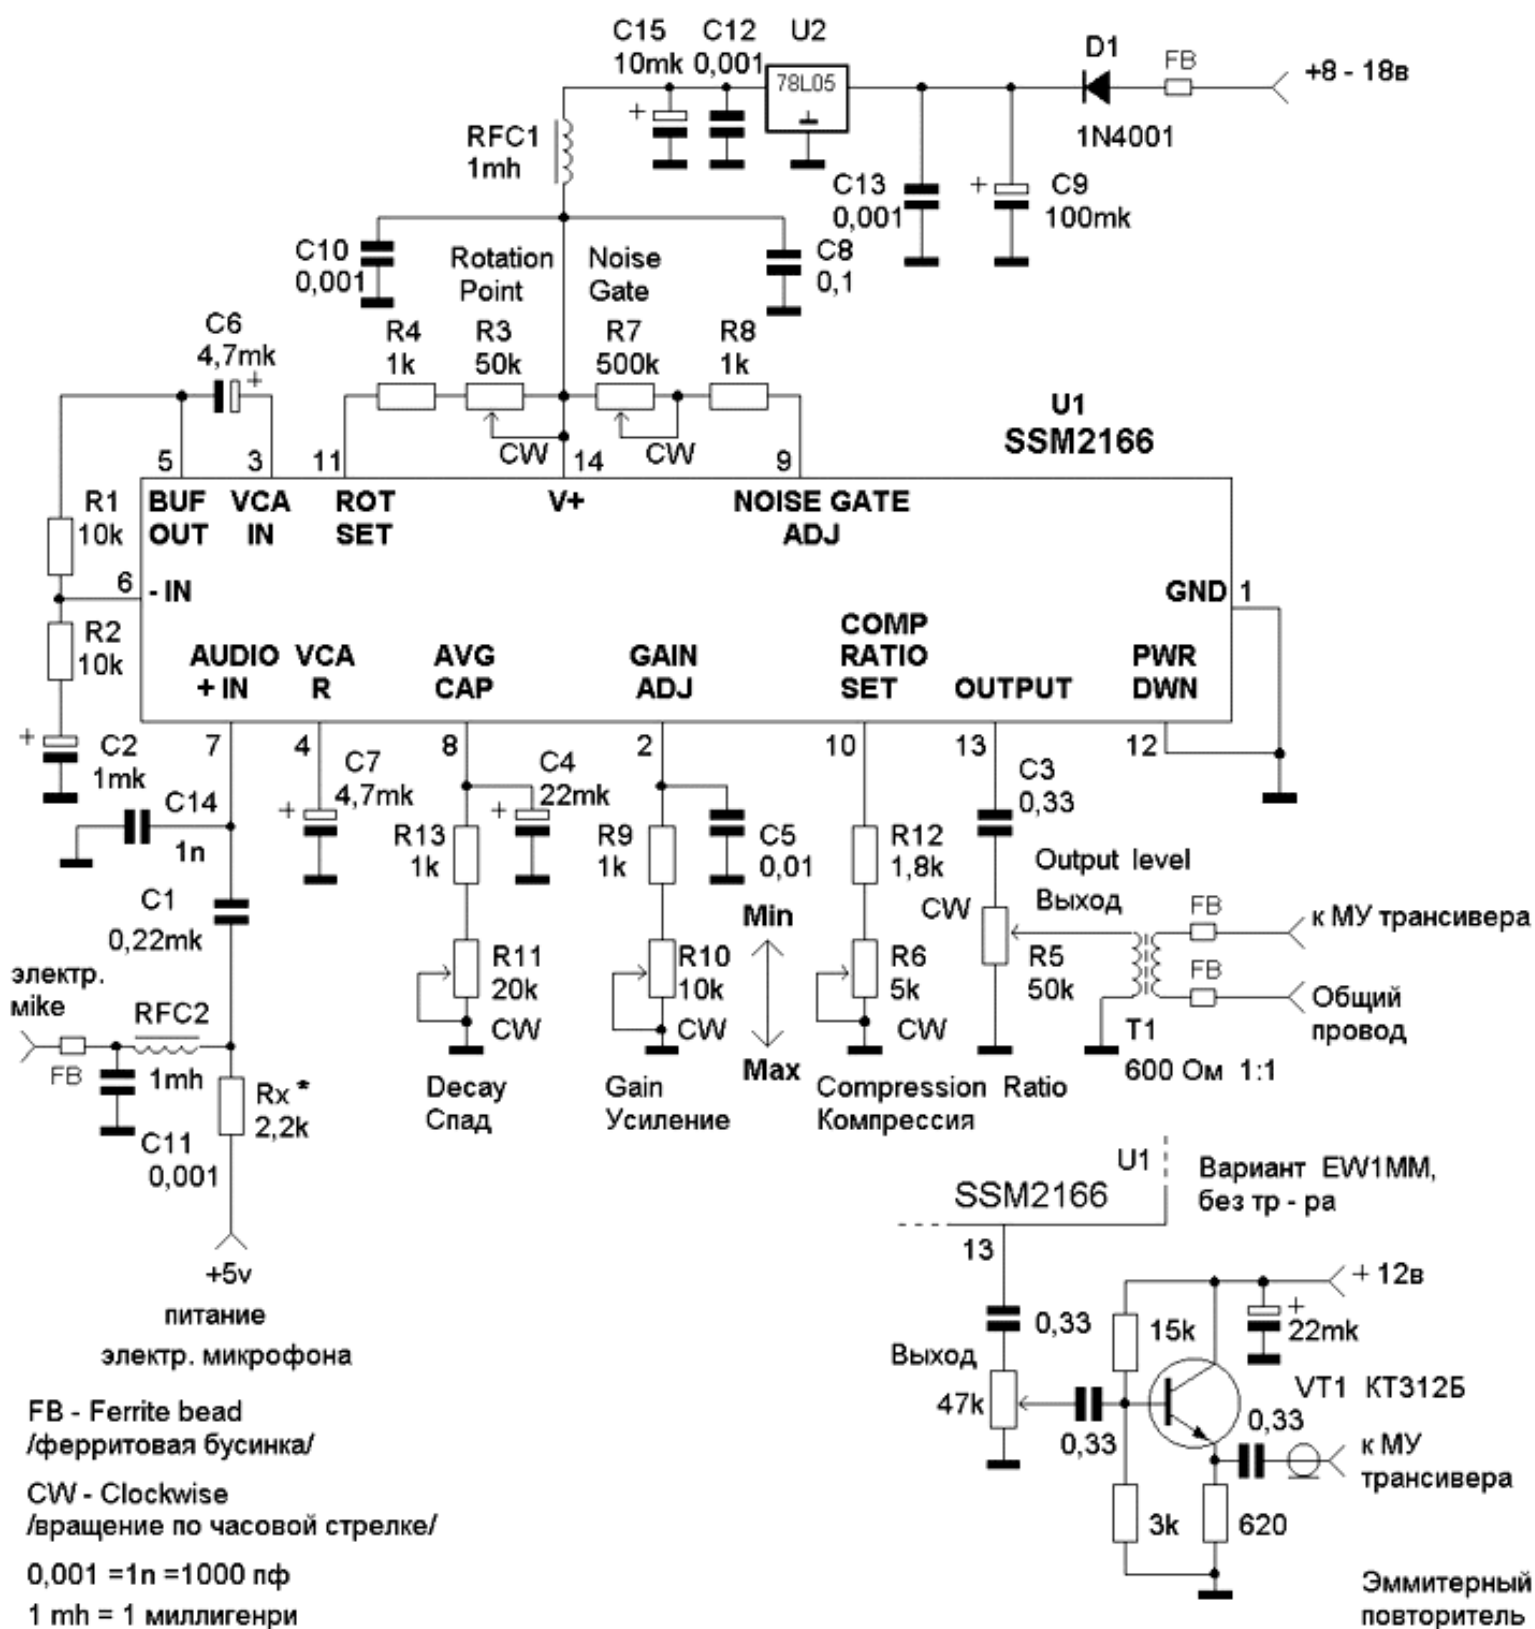 C15
10mk
C12
0,001
U2
78L05
D1
1N4001
FB
+8 - 18в
+
RFC1
1mh
C13
0,001
+
C9
100mk
C10
0,001
Rotation
Point
Noise
Gate
C8
0,1
C6
4,7mk
+
R4
1k
R3
50k
R7
500k
R8
1k
CW
CW
U1
SSM2166
5
3
11
14
9
R1
10k
BUF
OUT
VCA
IN
ROT
SET
V+
NOISE GATE
ADJ
6
- IN
GND
1
R2
10k
AUDIO
+ IN
VCA
R
AVG
CAP
GAIN
ADJ
COMP
RATIO
SET
OUTPUT
PWR
DWN
7
4
8
2
10
13
12
+
C2
1mk
C14
1n
+
C7
4,7mk
+
C4
22mk
R13
1k
R9
1k
C5
0,01
R12
1,8k
C3
0,33
C1
0,22mk
Output level
Выход
CW
Min
Max
R11
20k
CW
R10
10k
CW
R6
5k
CW
R5
50k
FB
к МУ трансивера
FB
Общий
провод
T1
600 Ом 1:1
электр.
mike
FB
RFC2
1mh
C11
0,001
Rx *
2,2k
Decay
Спад
Gain
Усиление
Compression Ratio
Компрессия
+5v
питание
электр. микрофона
U1
SSM2166
13
Вариант EW1MM,
без тр - ра
+ 12в
+
22mk
0,33
15k
Выход
47k
0,33
VT1 КТ312Б
0,33
к МУ
трансивера
3k
620
Эммитерный
повторитель
FB - Ferrite bead
/ферритовая бусинка/
CW - Clockwise
/вращение по часовой стрелке/
0,001 =1n =1000 пф
1 mh = 1 миллигенри